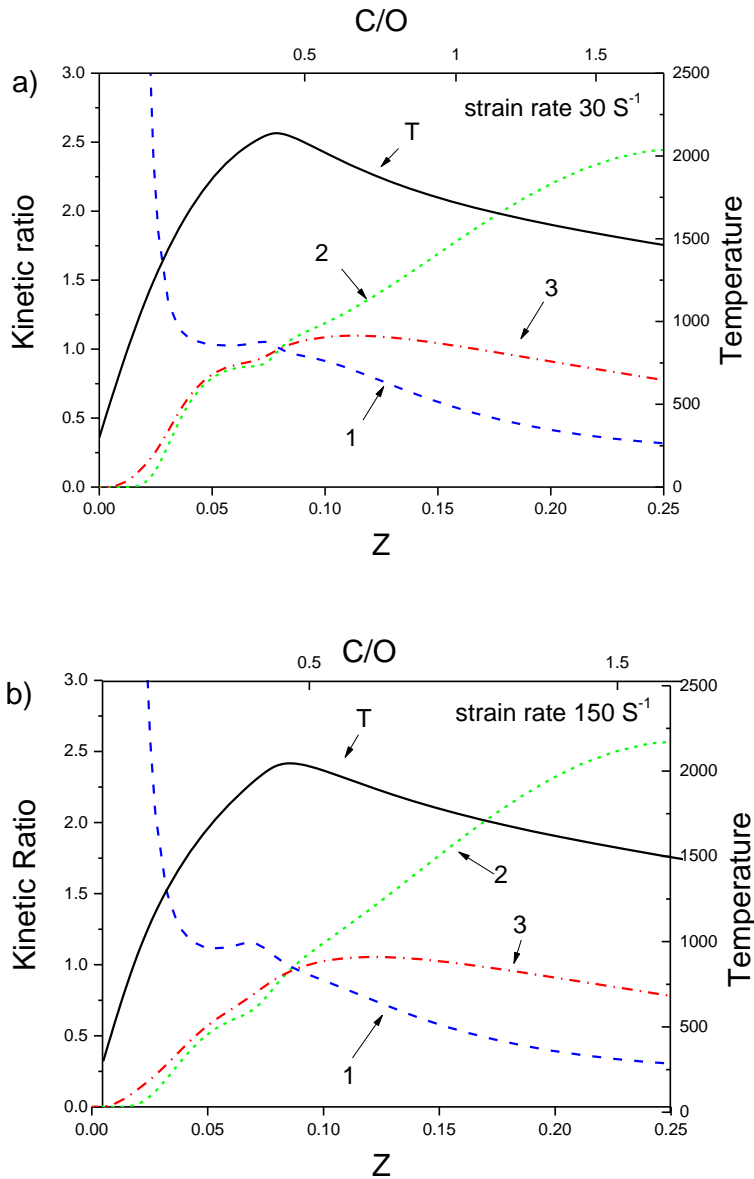 C/O
0.5 1 1.5
a)
3.0 2500
strain rate 30 S-1
T
2.5
2000
2
2.0
3
1.5 1500
1.0 1000
0.5 500
1
0.0 0
0.00 0.05 0.10 0.15 0.20 0.25
Kinetic ratio
Temperature
Z
C/O
0.5 1.5
b)
3.0 2500
T
strain rate 150 S-1
2.5
2000
2.0
2
1.5 1500
3
1.0 1000
0.5 500
1
0.0 0
0.00 0.05 0.10 0.15 0.20 0.25
Kinetic Ratio
Temperature
Z